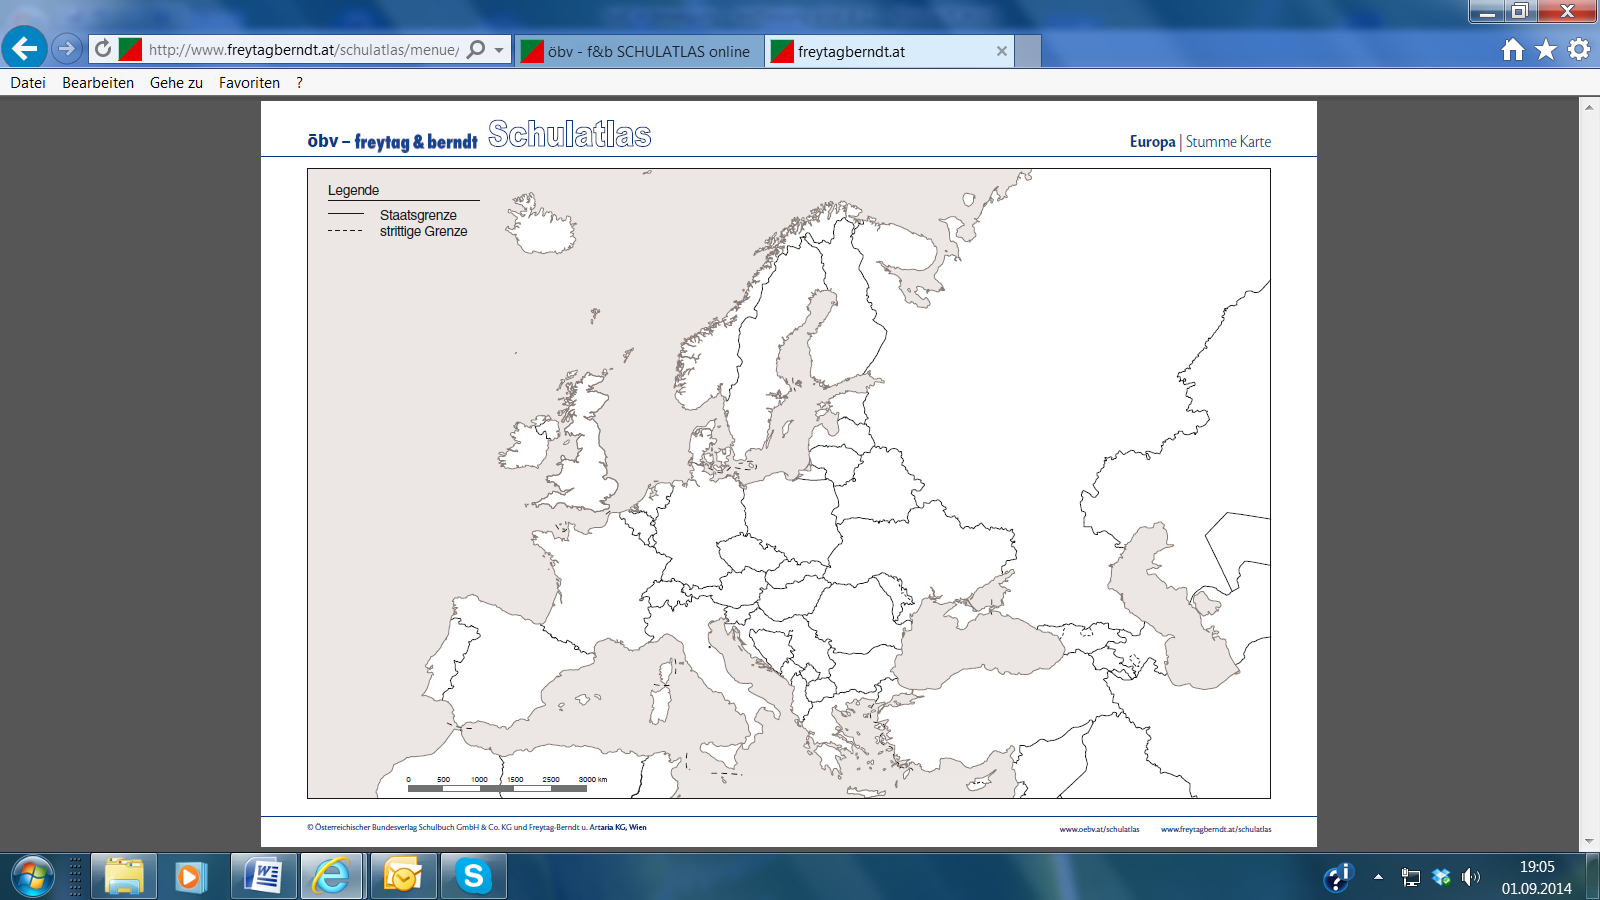 http://www.freytagberndt.at/schulatlas/menue/
öbv - f&b SCHULATLAS online
freytagberndt.at
Datei Bearbeiten Gehe zu Favoriten ?
ōbv – freytag & berndt Schulatlas
Europa | Stumme Karte
Legende
Staatsgrenze
strittige Grenze
0 500 1000 1500 2500 3000 km
© Österreichischer Bundesverlag Schulbuch GmbH & Co. KG und Freytag-Berndt u. Artaria KG, Wien
www.oebv.at/schulatlas www.freytagberndt.at/schulatlas
19:05
01.09.2014